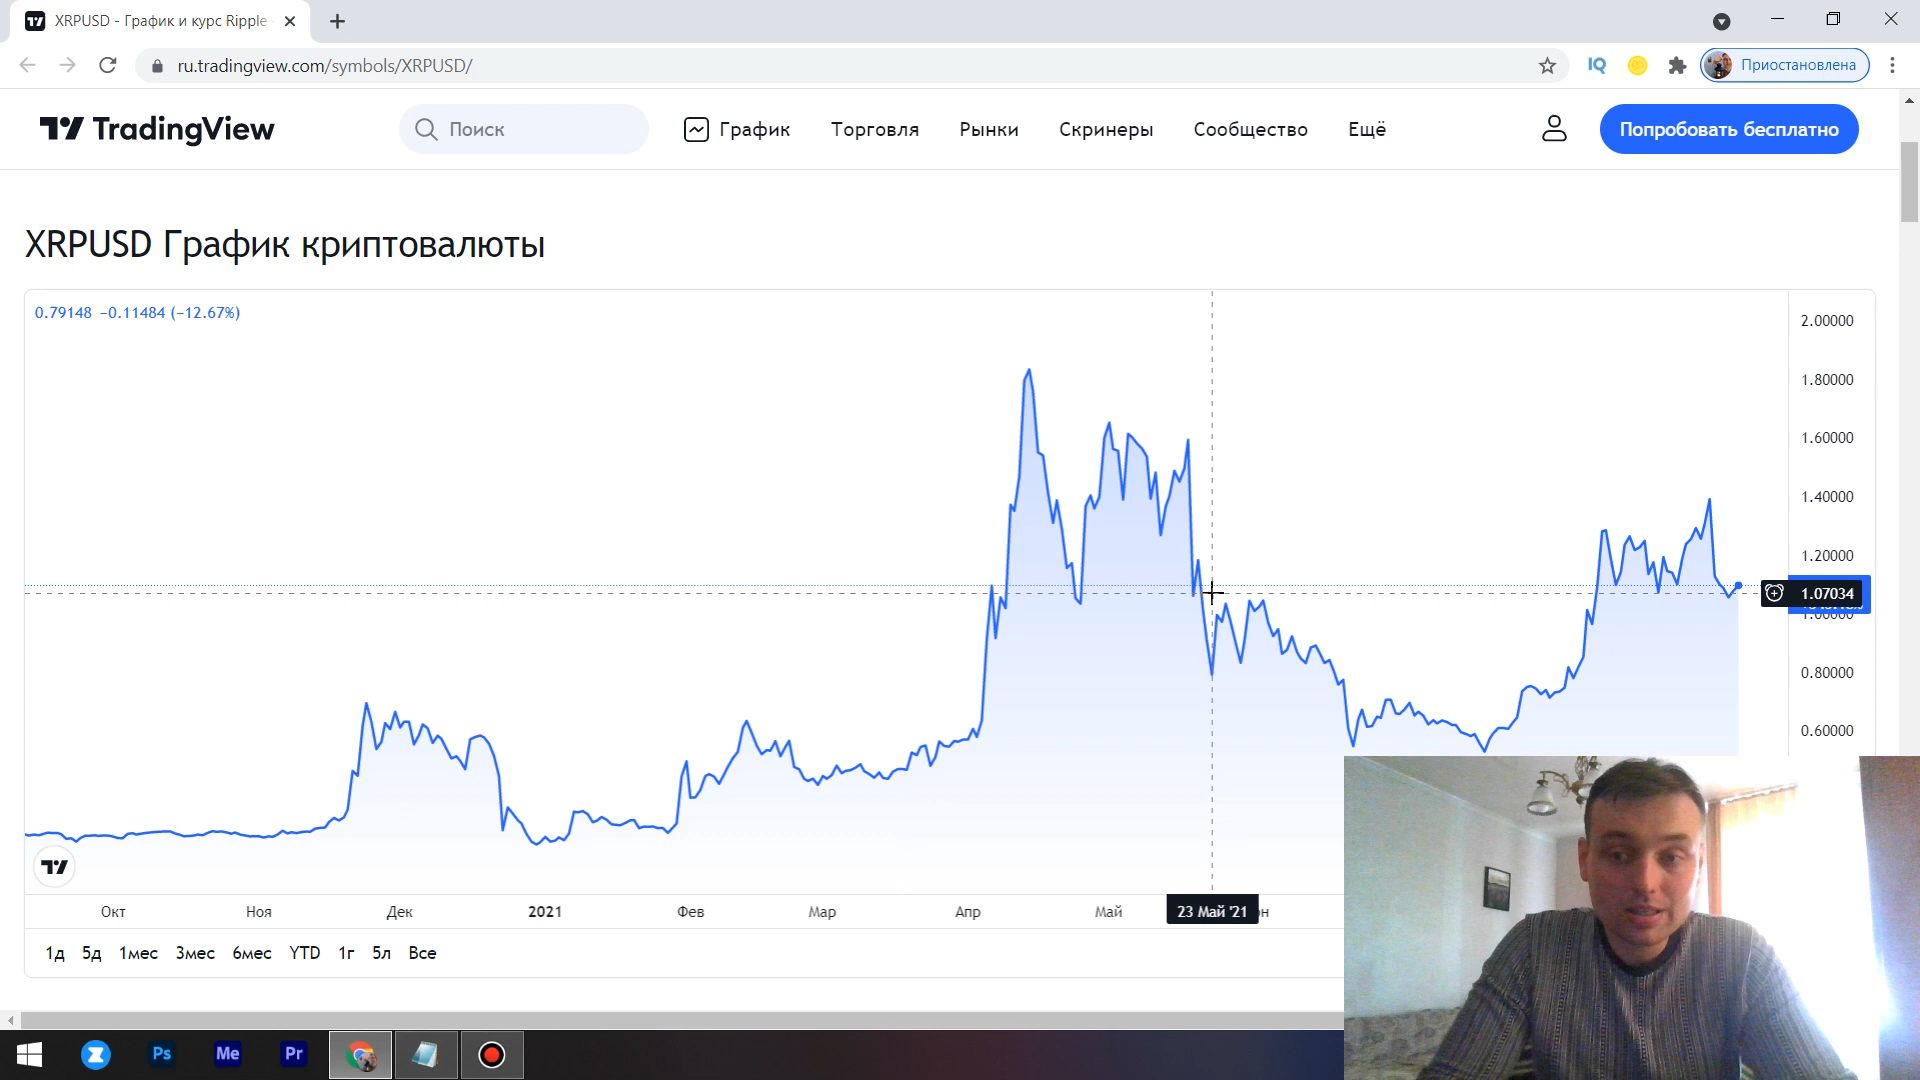 XRPUSD - График и курс Ripple
ru.tradingview.com/symbols/XRPUSD/
IQ
Приостановлена
TradingView
Поиск
График
Торговля
Рынки
Скринеры
Сообщество
Ещё
Попробовать бесплатно
XRPUSD График криптовалюты
0.79148 −0.11484 (−12.67%)
2.00000
1.80000
1.60000
1.40000
1.20000
1.07034
1.00000
0.80000
0.60000
Окт
Ноя
Дек
2021
Фев
Мар
Апр
Май
23 Май '21
1д
5д
1мес
3мес
6мес
YTD
1г
5л
Все
Ps
Me
Pr